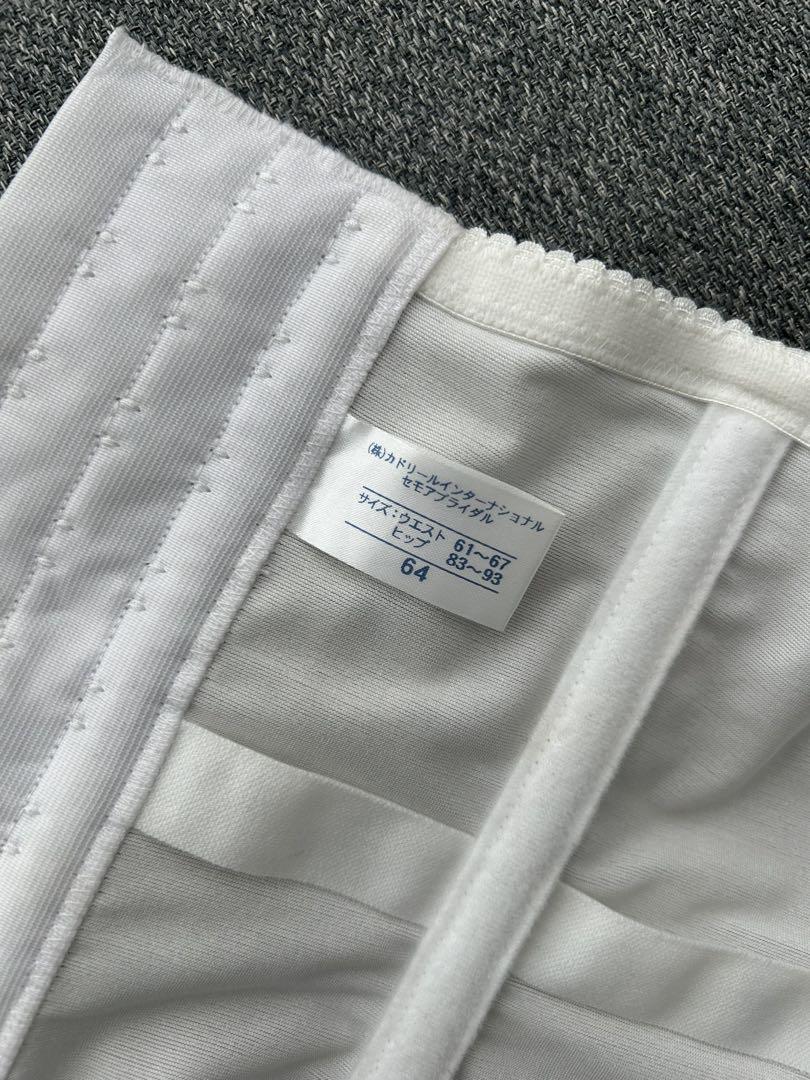 (株)カドリールインターナショナル
セモアブライダル
サイズ:ウエスト 61〜67
ヒップ 83〜93
64